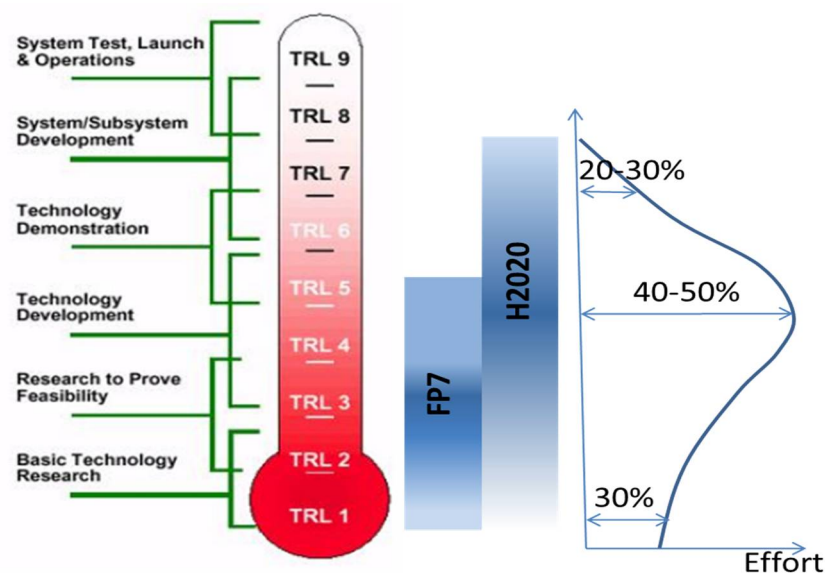 System Test, Launch
& Operations
System/Subsystem
Development
Technology
Demonstration
Technology
Development
Research to Prove
Feasibility
Basic Technology
Research
TRL 9
TRL 8
TRL 7
TRL 6
TRL 5
TRL 4
TRL 3
TRL 2
TRL 1
FP7
H2020
20-30%
40-50%
30%
Effort